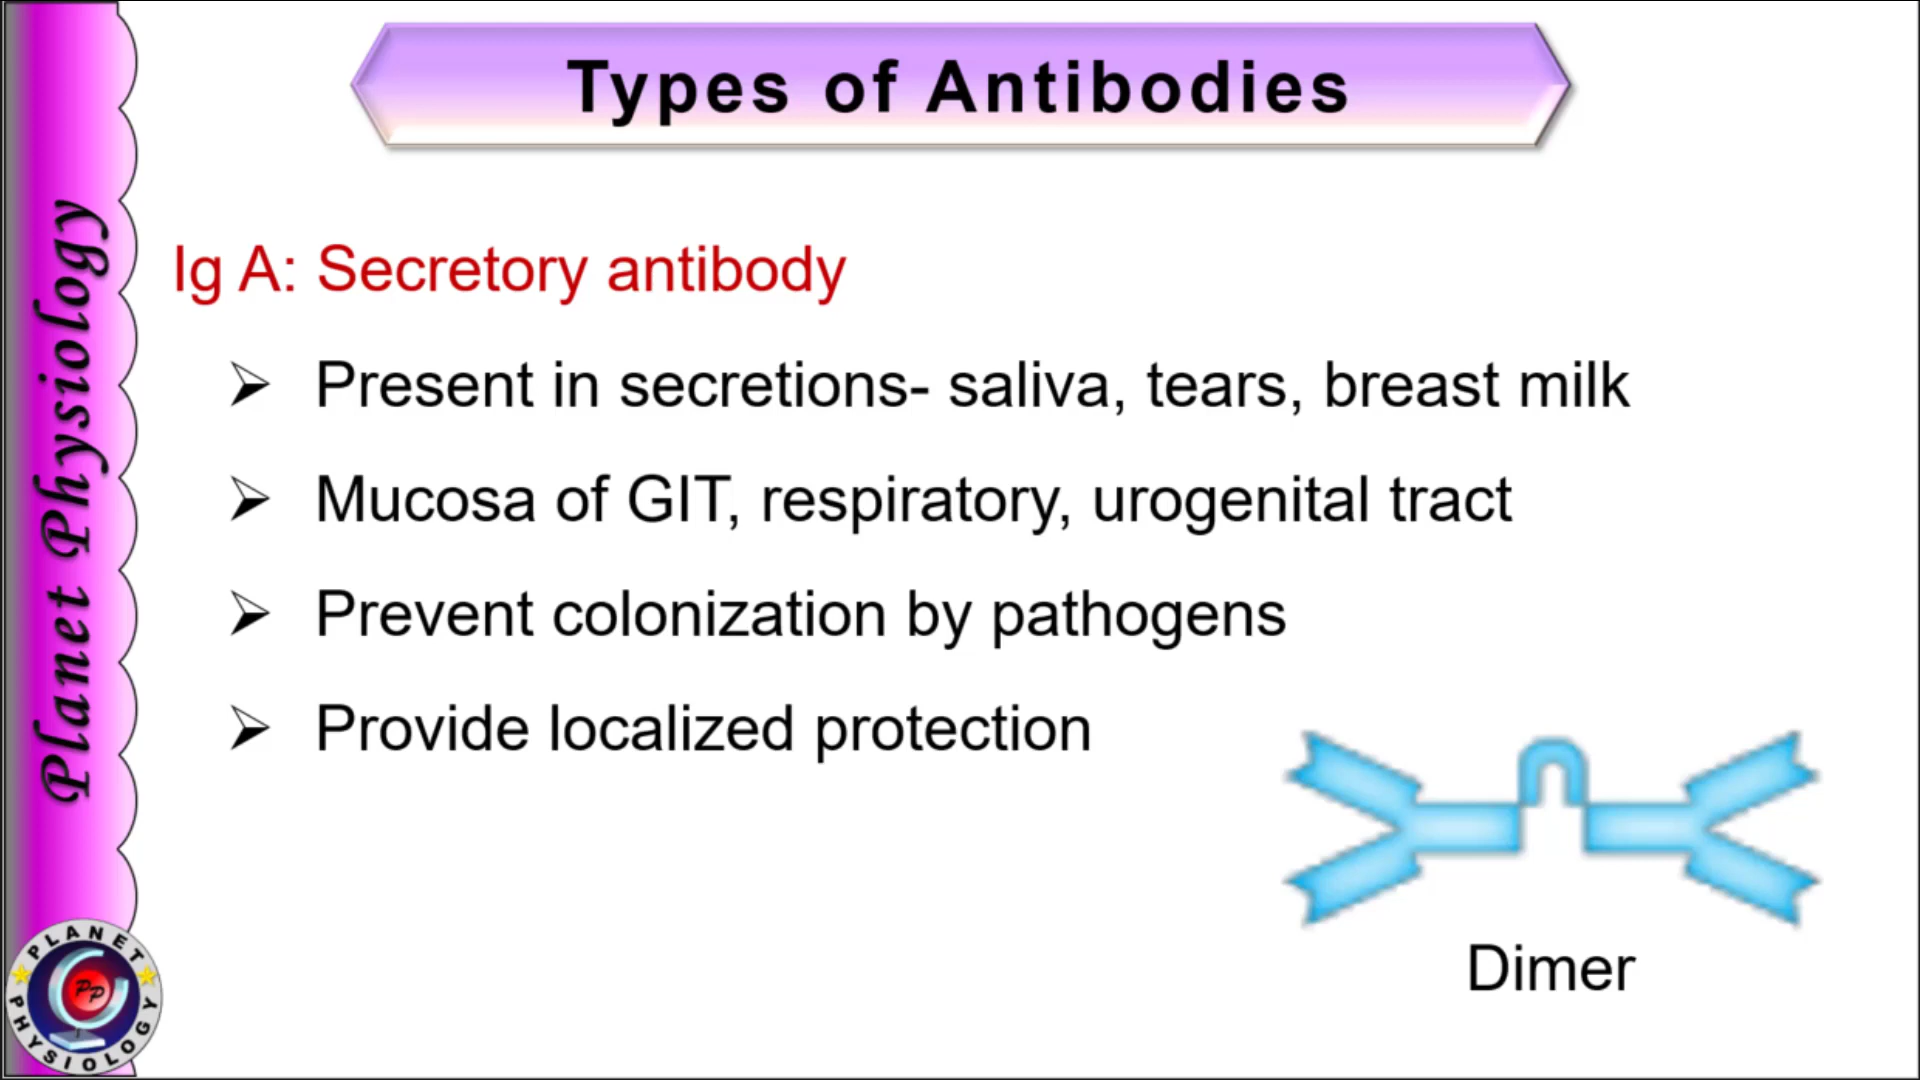 Types of Antibodies
Planet Physiology
Ig A: Secretory antibody
➢ Present in secretions- saliva, tears, breast milk
➢ Mucosa of GIT, respiratory, urogenital tract
➢ Prevent colonization by pathogens
➢ Provide localized protection
Dimer
PLANET
PP
PHYSIOLOGY